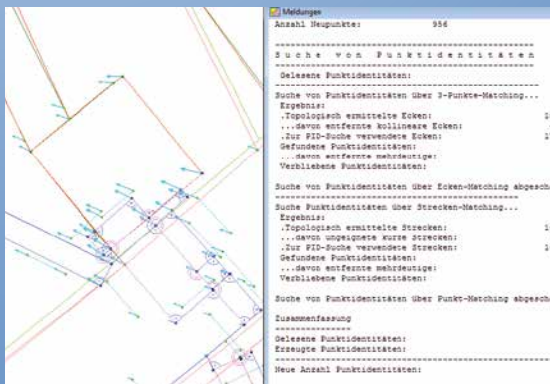 Meldungen
Anzahl Neupunkte: 956
S u c h e   v o n   P u n k t i d e n t i t ä t e n
Gelesene Punktidentitäten:
Suche von Punktidentitäten über 3-Punkte-Matching...
Ergebnis:
.Topologisch ermittelte Ecken:
...davon entfernte kollineare Ecken:
.Zur PID-Suche verwendete Ecken:
Gefundene Punktidentitäten:
...davon entfernte mehrdeutige:
Verbliebene Punktidentitäten:
Suche von Punktidentitäten über Ecken-Matching abgesch
Suche Punktidentitäten über Strecken-Matching...
Ergebnis:
.Topologisch ermittelte Strecken:
...davon ungeignete kurze Strecken:
.Zur PID-Suche verwendete Strecken:
Gefundene Punktidentitäten:
...davon entfernte mehrdeutige:
.Verbliebene Punktidentitäten:
Suche von Punktidentitäten über Punkt-Matching abgesch
Zusammenfassung
Gelesene Punktidentitäten:
Erzeugte Punktidentitäten:
Neue Anzahl Punktidentitäten: